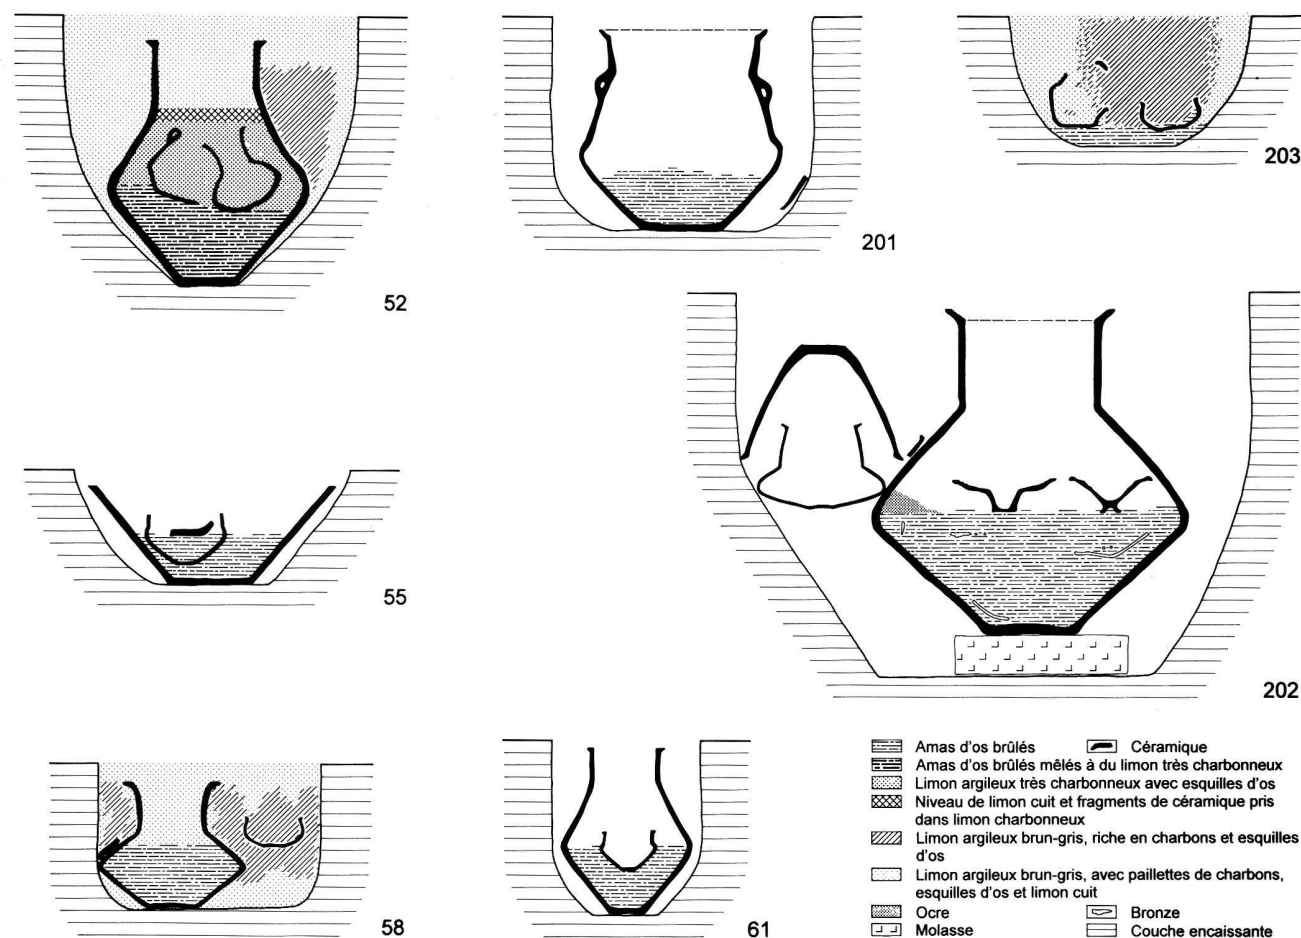 52
201
203
55
202
58
61
Amas d'os brûlés
Céramique
Amas d'os brûlés mêlés à du limon très charbonneux
Limon argileux très charbonneux avec esquilles d'os
Niveau de limon cuit et fragments de céramique pris
dans limon charbonneux
Limon argileux brun-gris, riche en charbons et esquilles
d'os
Limon argileux brun-gris, avec paillettes de charbons,
esquilles d'os et limon cuit
Ocre
Bronze
Molasse
Couche encaissante